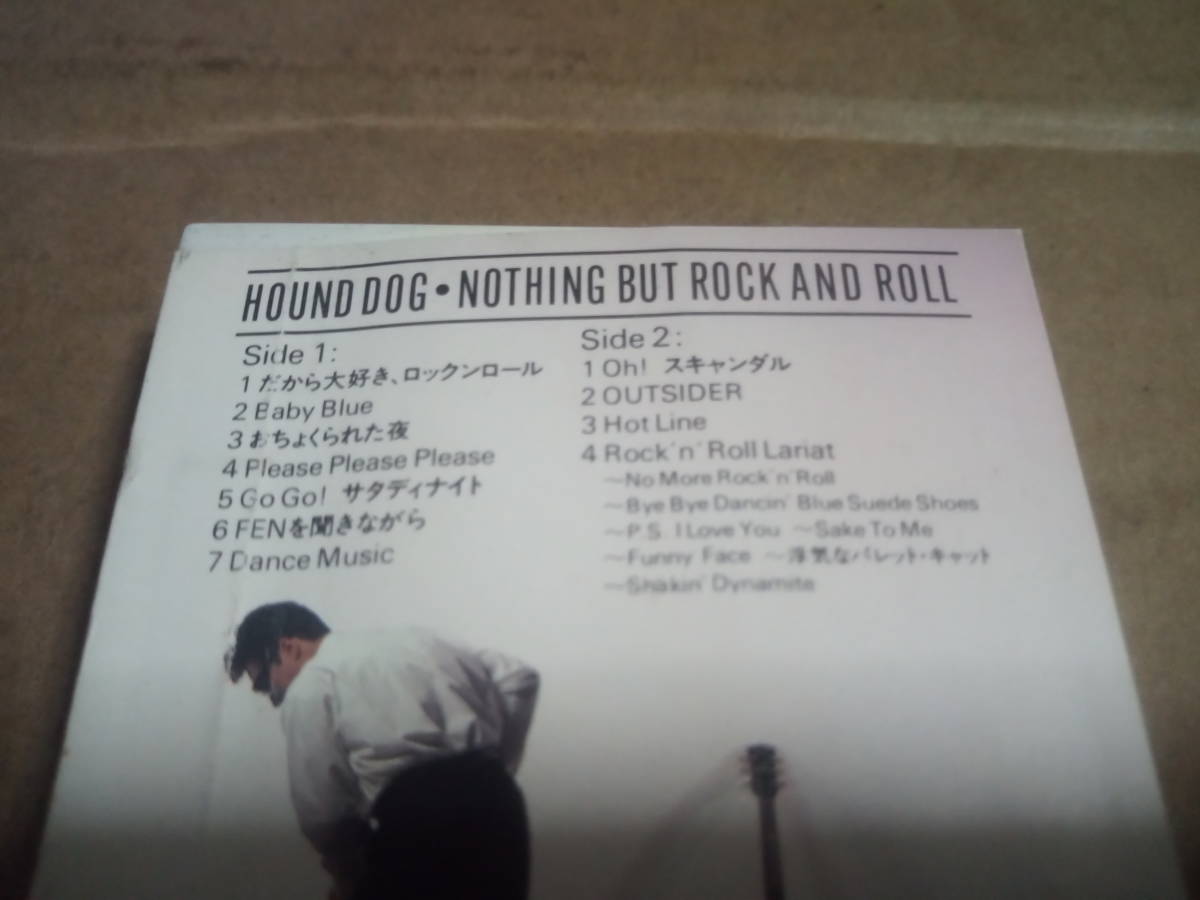 HOUND DOG•NOTHING BUT ROCK AND ROLL
Side 1:
1 だから大好き、ロックンロール
2 Baby Blue
3 おちょくられた夜
4 Please Please Please
5 Go Go! サタディナイト
6 FENを聞きながら
7 Dance Music
Side 2:
1 Oh! スキャンダル
2 OUTSIDER
3 Hot Line
4 Rock'n' Roll Lariat
~No More Rock'n'Roll
~Bye Bye Dancin' Blue Suede Shoes
~P.S. I Love You ~Sake To Me
~Funny Face ~浮気なバレット・キャット
~Shakin' Dynamite